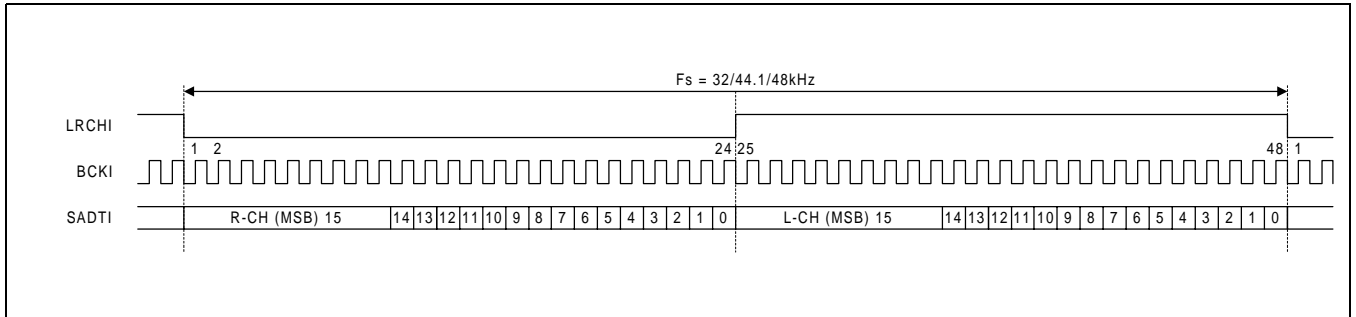 Fs = 32/44.1/48kHz
LRCHI
1 2 24 25 48 1
BCKI
SADTI R-CH (MSB) 15 14 13 12 11 10 9 8 7 6 5 4 3 2 1 0 L-CH (MSB) 15 14 13 12 11 10 9 8 7 6 5 4 3 2 1 0